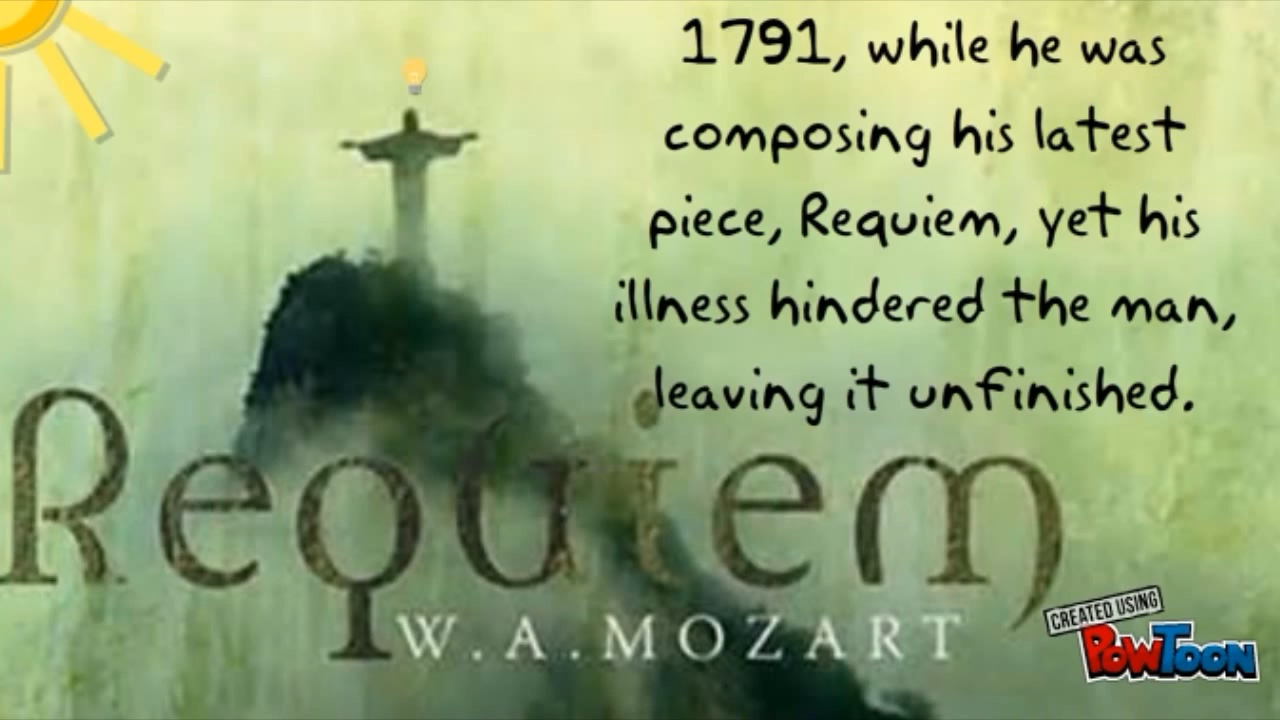 1791, while he was
composing his latest
piece, Requiem, yet his
illness hindered the man,
leaving it unfinished.
Requiem
W.A.MOZART
CREATED USING
POWTOON